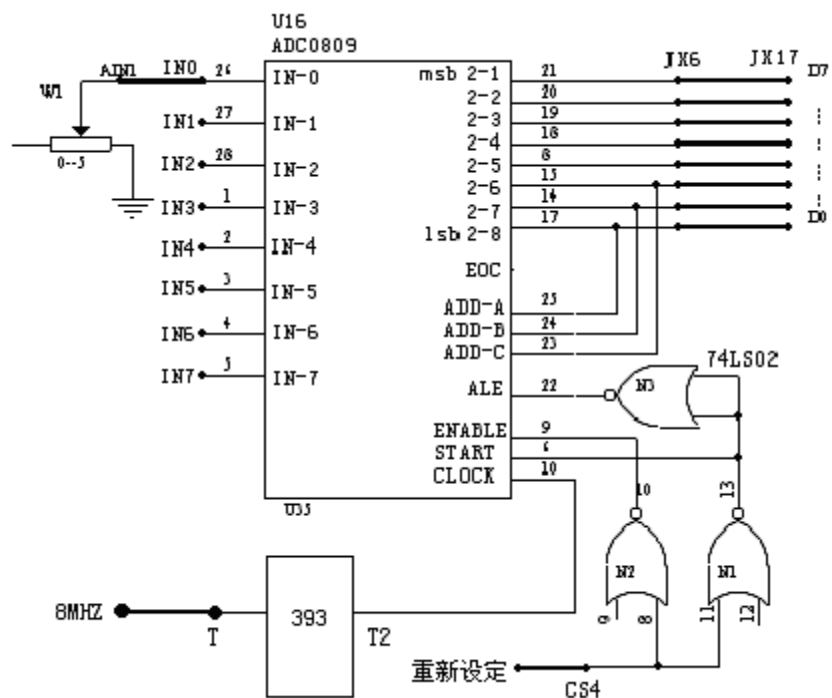 U16
ADC0809
AIN1 IN0 26 IN-0
W1
0--5
IN1 27 IN-1
IN2 28 IN-2
IN3 1 IN-3
IN4 2 IN-4
IN5 3 IN-5
IN6 4 IN-6
IN7 5 IN-7
msb 2-1 21
2-2 20
2-3 19
2-4 18
2-5 8
2-6 15
2-7 14
lsb 2-8 17
JX6 JX17 D7
D0
EOC
ADD-A 25
ADD-B 24
ADD-C 23
ALE 22
74LS02
N3
ENABLE 9
START 6
CLOCK 10
U35
10 13
N2 N1
9 8 11 12
8MHZ T 393 T2
重新设定 CS4